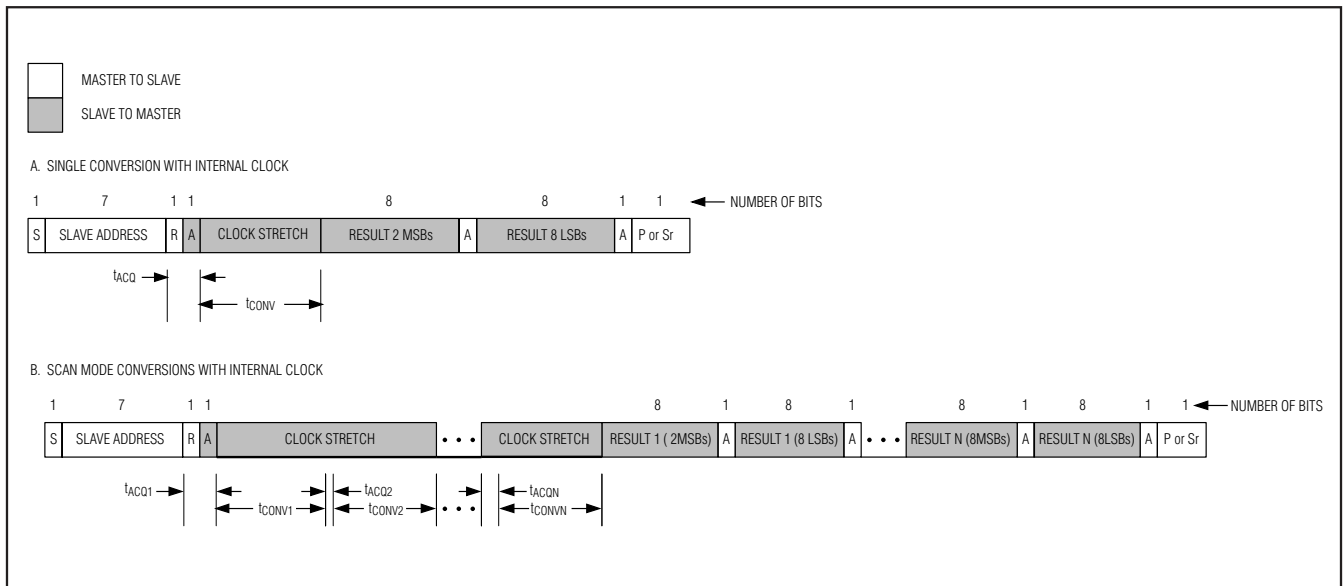 MASTER TO SLAVE
SLAVE TO MASTER
A. SINGLE CONVERSION WITH INTERNAL CLOCK
1 7 1 1 8 8 1 1 NUMBER OF BITS
S SLAVE ADDRESS R A CLOCK STRETCH RESULT 2 MSBs A RESULT 8 LSBs A P or Sr
tACQ
tCONV
B. SCAN MODE CONVERSIONS WITH INTERNAL CLOCK
1 7 1 1 8 1 8 1 8 1 8 1 1 NUMBER OF BITS
S SLAVE ADDRESS R A CLOCK STRETCH • • • CLOCK STRETCH RESULT 1 ( 2MSBs) A RESULT 1 (8 LSBs) A • • • RESULT N (8MSBs) A RESULT N (8LSBs) A P or Sr
tACQ1 tACQ2 tACQN
tCONV1 tCONV2 • • • tCONVN